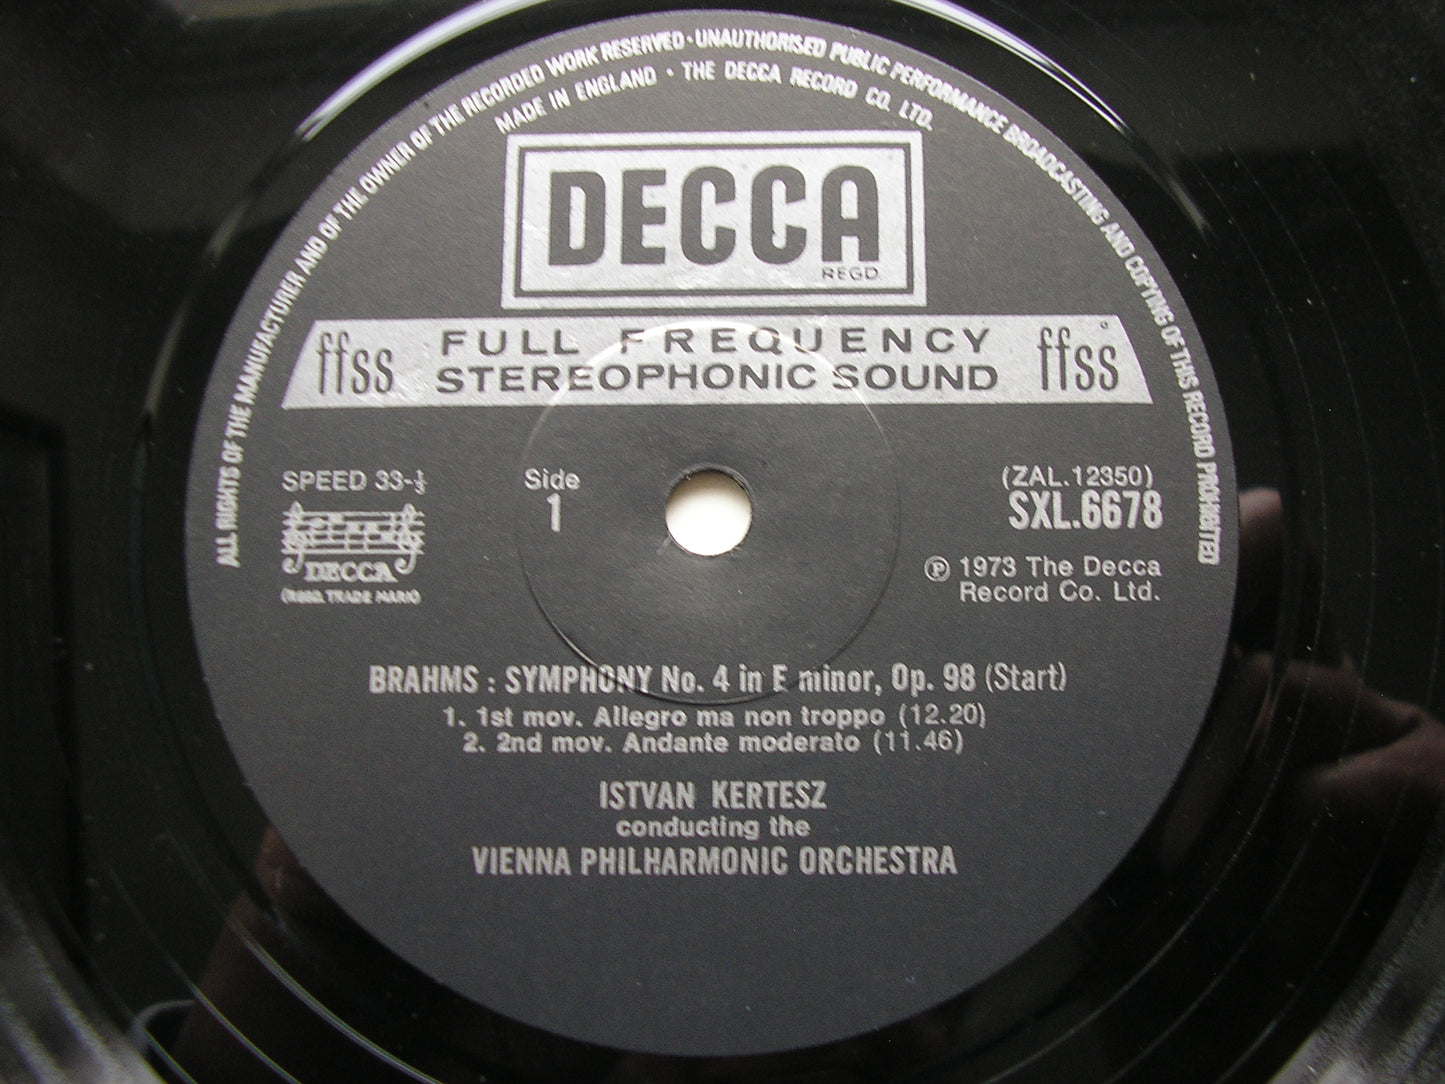 ALL RIGHTS OF THE MANUFACTURER AND OF THE OWNER OF THE RECORDED WORK RESERVED · UNAUTHORISED PUBLIC PERFORMANCE BROADCASTING AND COPYING OF THIS RECORD PROHIBITED
MADE IN ENGLAND · THE DECCA RECORD CO. LTD.
DECCA
REGD.
ffss FULL FREQUENCY ffss
STEREOPHONIC SOUND
SPEED 33-⅓
Side
1
(ZAL.12350)
SXL.6678
DECCA
(REGD. TRADE MARK)
Ⓟ 1973 The Decca
Record Co. Ltd.
BRAHMS : SYMPHONY No. 4 in E minor, Op. 98 (Start)
1. 1st mov. Allegro ma non troppo (12.20)
2. 2nd mov. Andante moderato (11.46)
ISTVAN KERTESZ
conducting the
VIENNA PHILHARMONIC ORCHESTRA